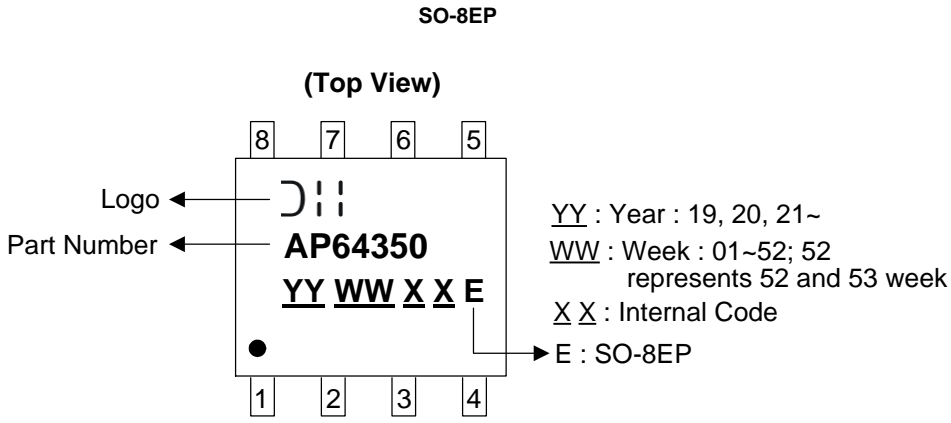 SO-8EP
(Top View)
8 7 6 5
Logo
Part Number
AP64350
YY WW X X E
1 2 3 4
YY : Year : 19, 20, 21~
WW : Week : 01~52; 52
represents 52 and 53 week
X X : Internal Code
E : SO-8EP